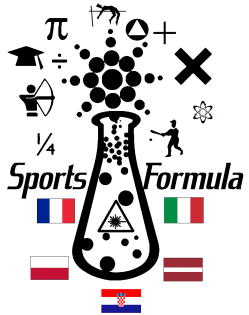 π
÷ +
¼
Sports Formula